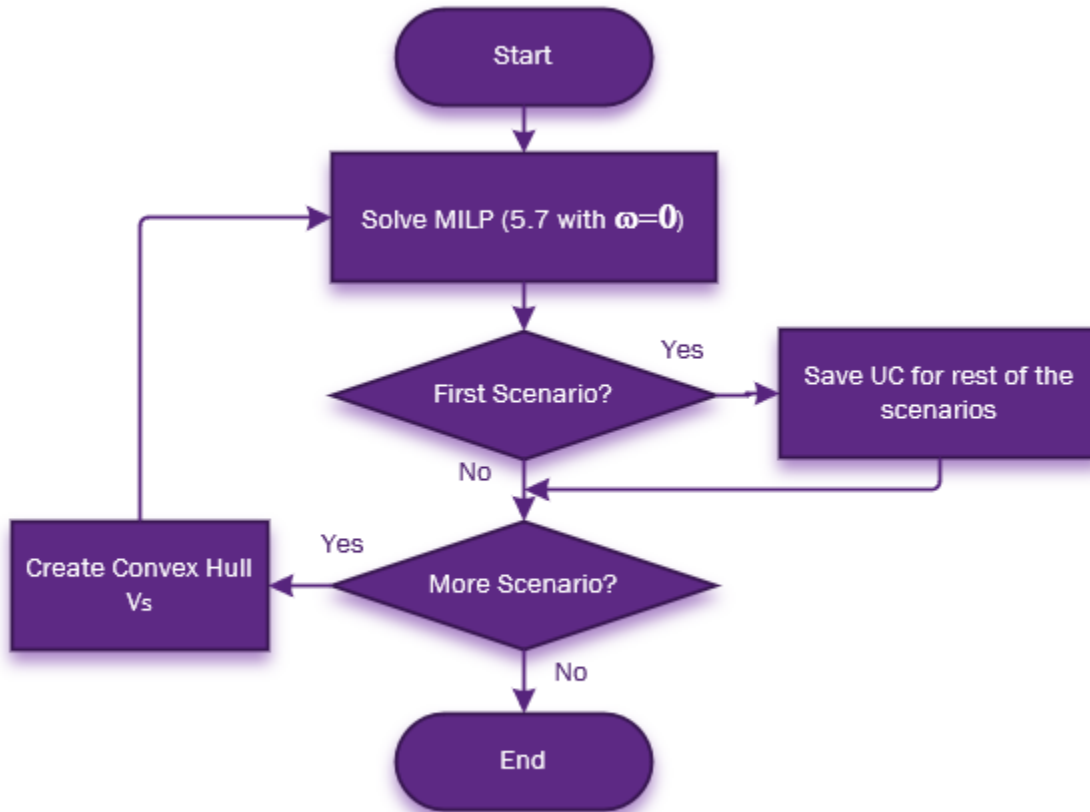 Start
Solve MILP (5.7 with ω=0)
First Scenario?
Yes
Save UC for rest of the
scenarios
No
More Scenario?
Yes
Create Convex Hull
Vs
No
End